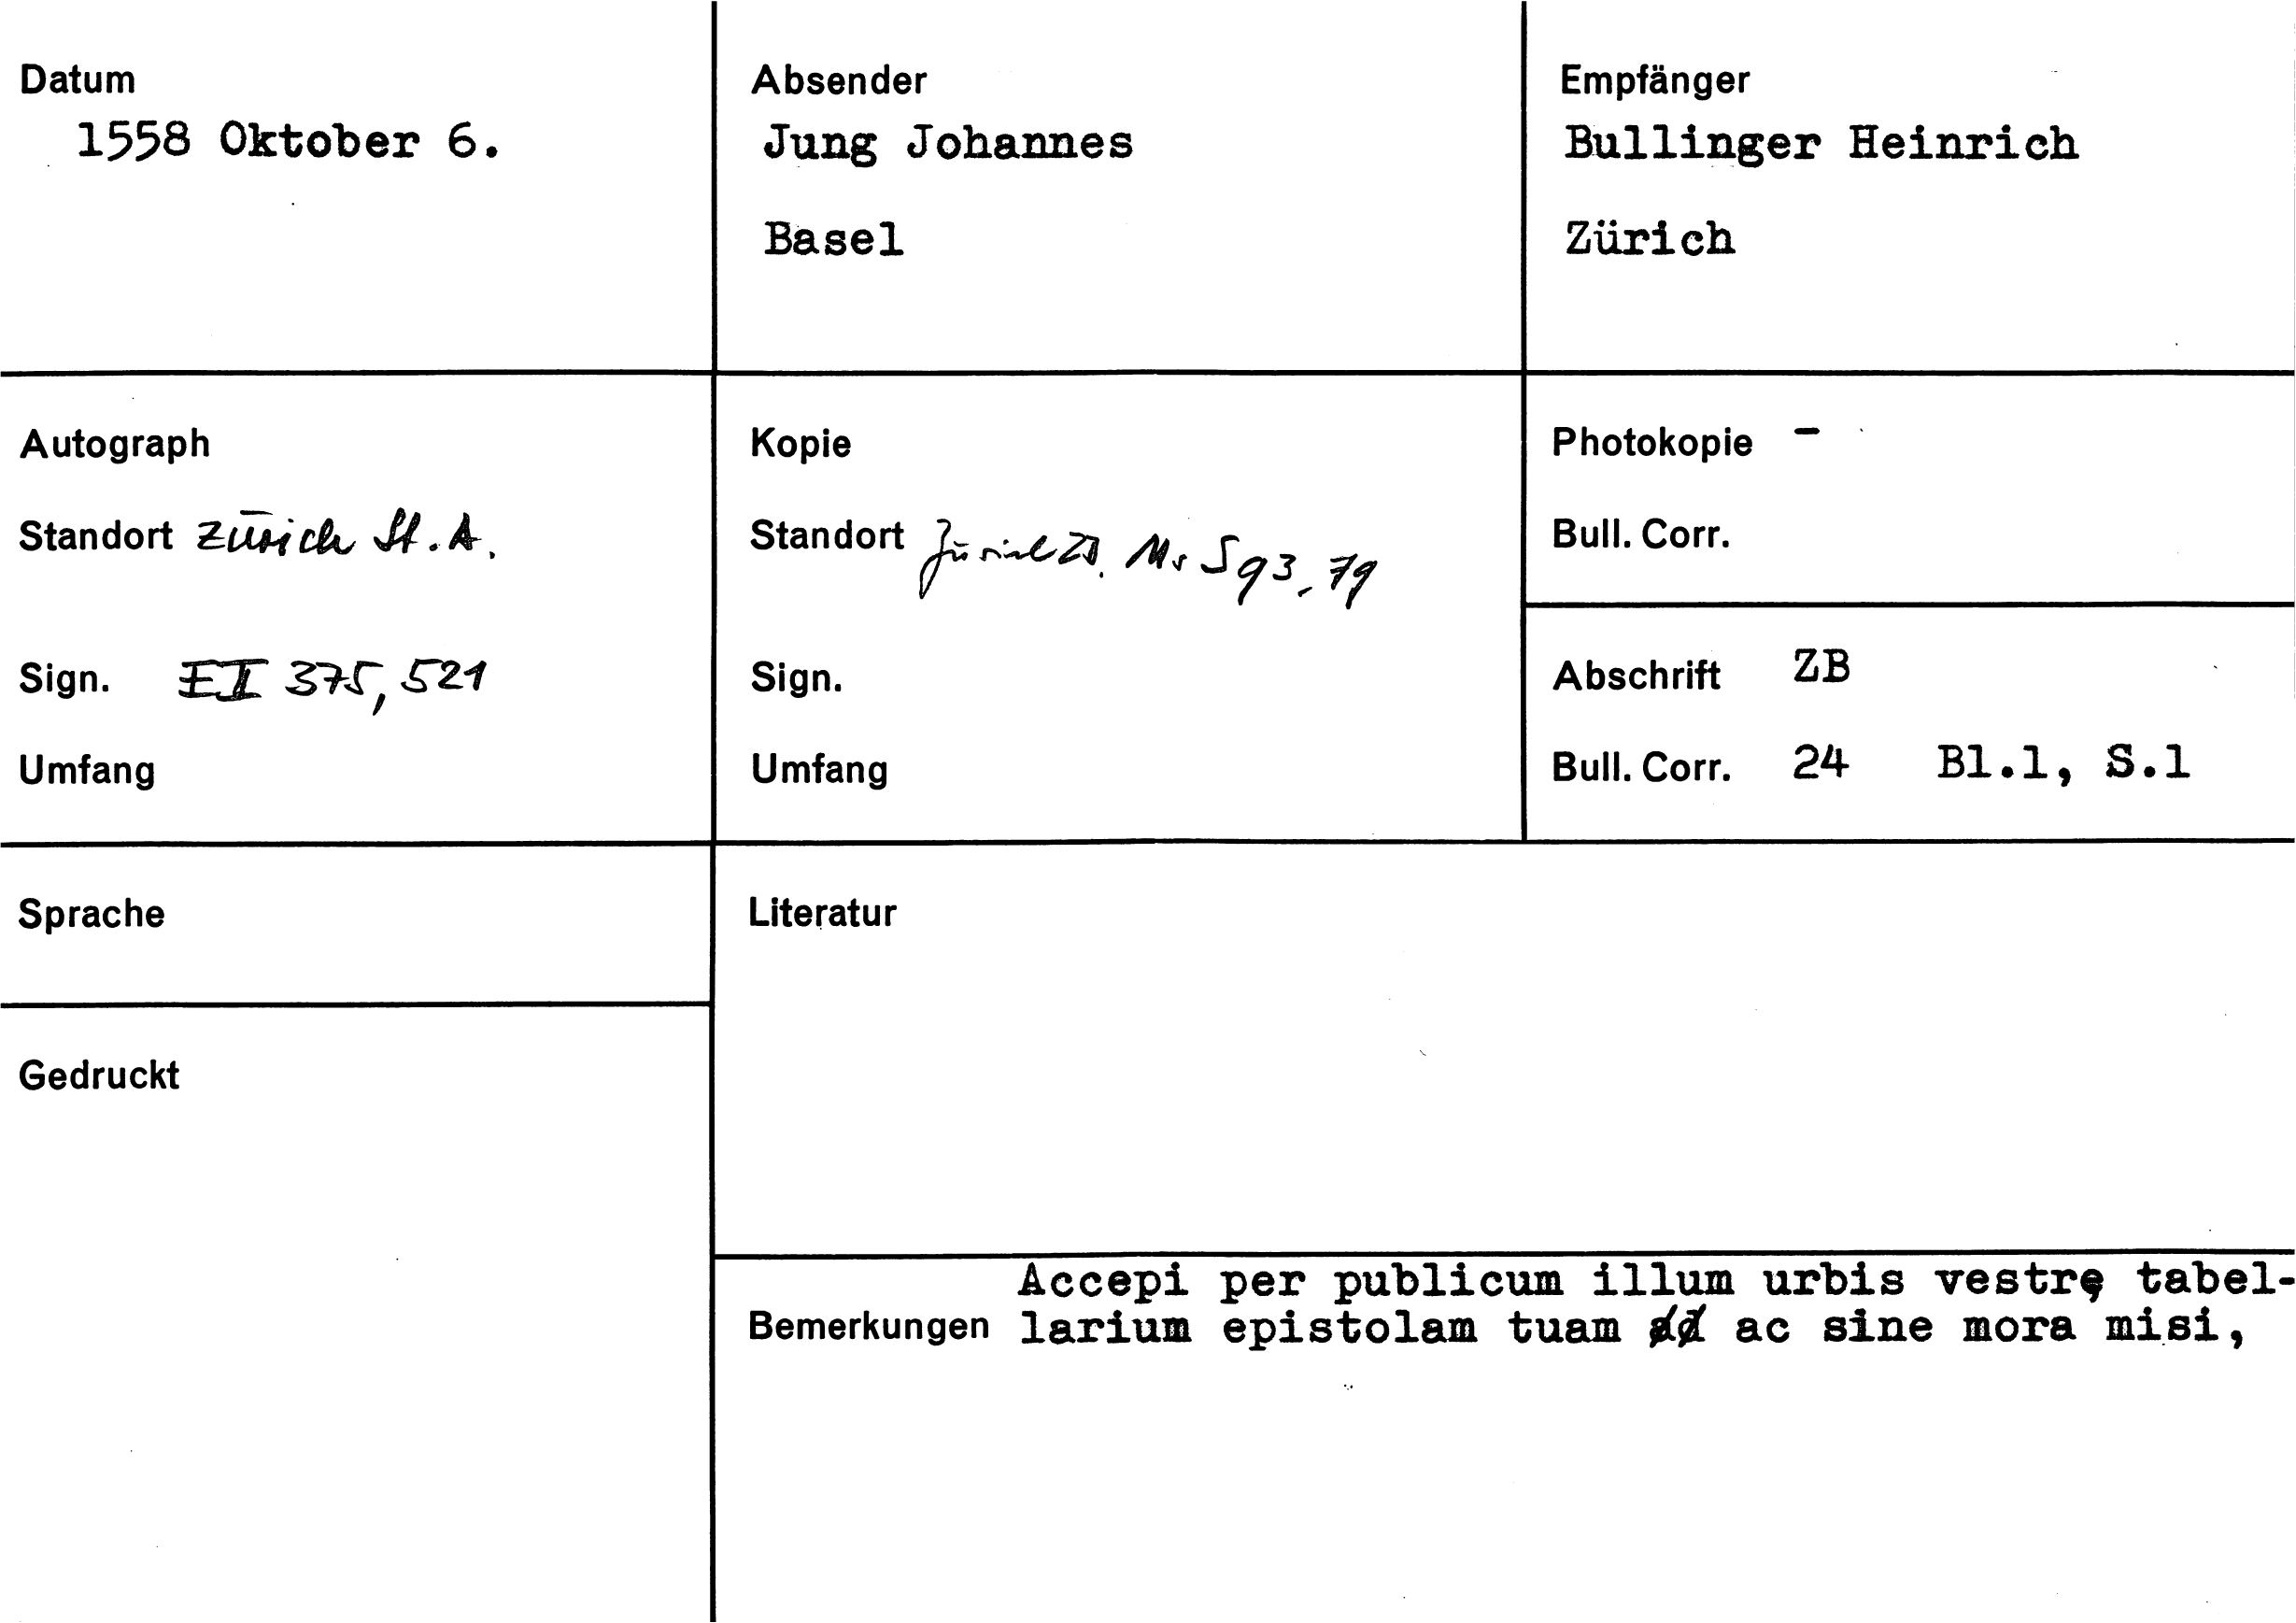 Datum
1558 Oktober 6.
Absender
Jung Johannes
Basel
Empfänger
Bullinger Heinrich
Zürich
Autograph
Standort Zürich St. A.
Sign. E II 375, 521
Umfang
Kopie
Standort Zürich ZB. Ms S 93, 79
Sign.
Umfang
Photokopie -
Bull. Corr.
Abschrift ZB
Bull. Corr. 24 Bl.1, S.1
Sprache
Gedruckt
Literatur
Accepi per publicum illum urbis vestrę tabel-
Bemerkungen larium epistolam tuam ac sine mora misi,